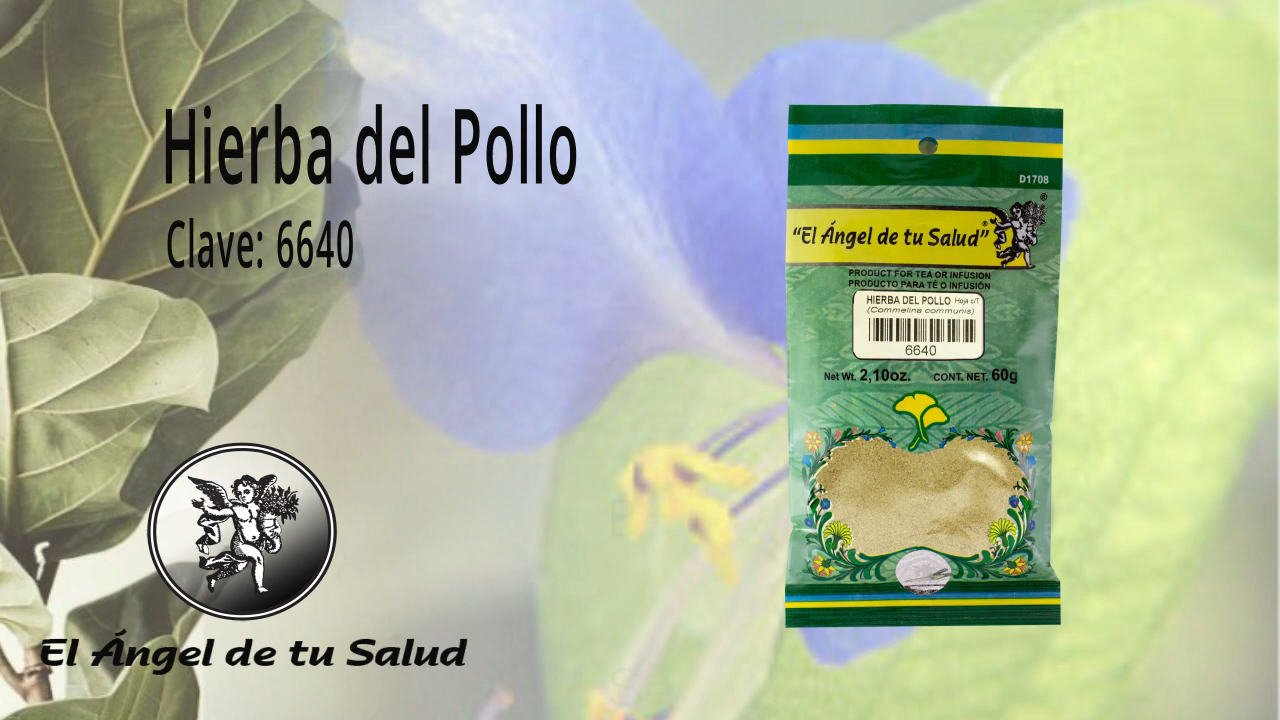 Hierba del Pollo
Clave: 6640
El Ángel de tu Salud
D1708
®
"El Ángel de tu Salud"®
PRODUCT FOR TEA OR INFUSION
PRODUCTO PARA TÉ O INFUSIÓN
HIERBA DEL POLLO Hoja c/T
(Commelina communis)
6640
Net Wt. 2,10oz. CONT. NET. 60g